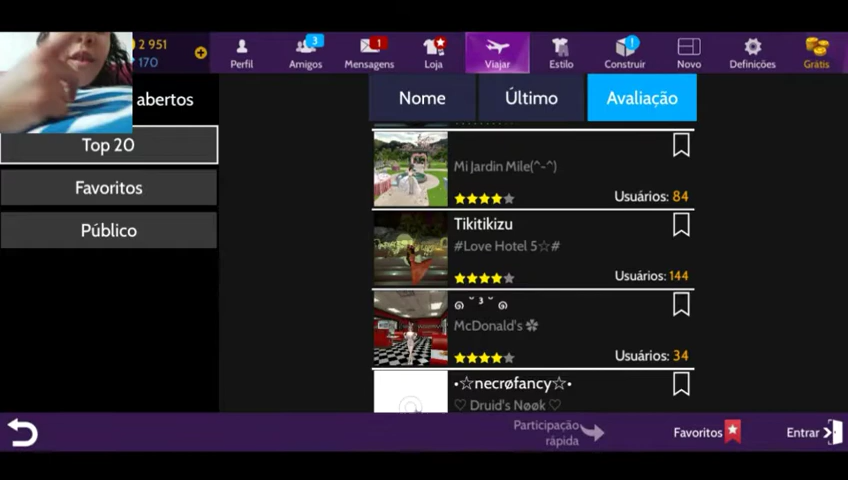 2 951
170
Perfil
3
Amigos
1
Mensagens
Loja
Viajar
Estilo
!
Construir
Novo
Definições
Grátis
abertos
Nome
Último
Avaliação
Top 20
Favoritos
Público
Mi Jardin Mile(^-^)
Usuários: 84
Tikitikizu
#Love Hotel 5☆#
Usuários: 144
๑ ˘ ³ ˘ ๑
McDonald's ✽
Usuários: 34
•☆necrøfancy☆•
♡ Druid's Nøøk ♡
Participação
rápida
Favoritos
Entrar